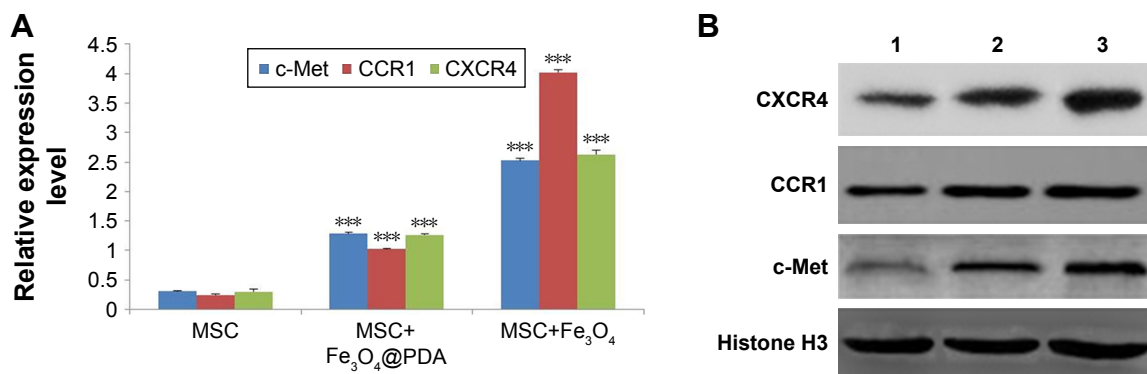 A
Relative expression
level
4.5
4
3.5
3
2.5
2
1.5
1
0.5
0
c-Met CCR1 CXCR4
*** *** ***
*** *** ***
MSC
MSC+
Fe₃O₄@PDA
MSC+Fe₃O₄
B
1 2 3
CXCR4
CCR1
c-Met
Histone H3